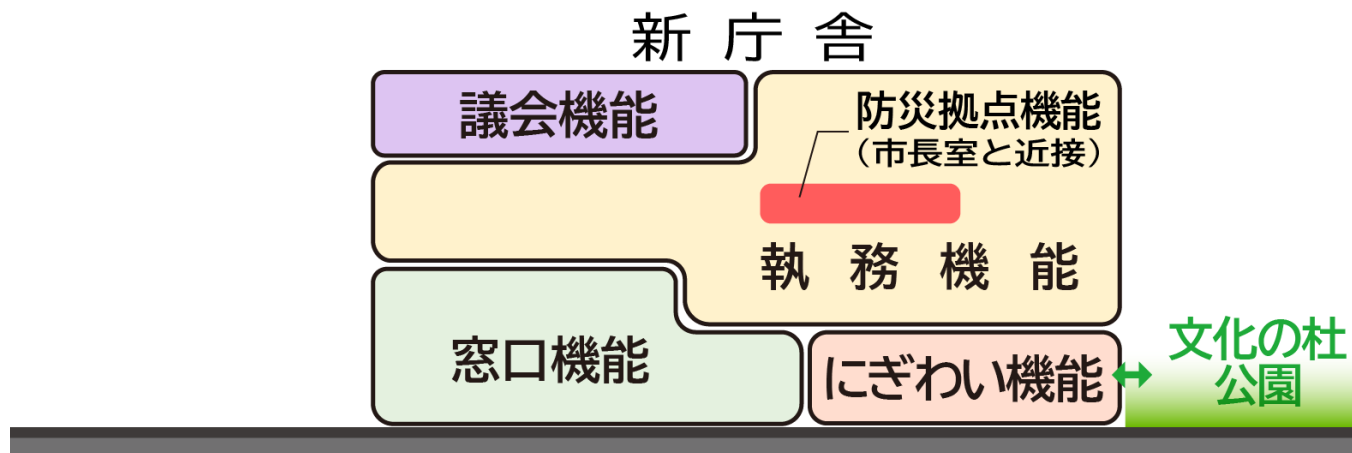 新庁舎
議会機能
防災拠点機能
（市長室と近接）
執務機能
窓口機能
にぎわい機能
文化の杜
公園